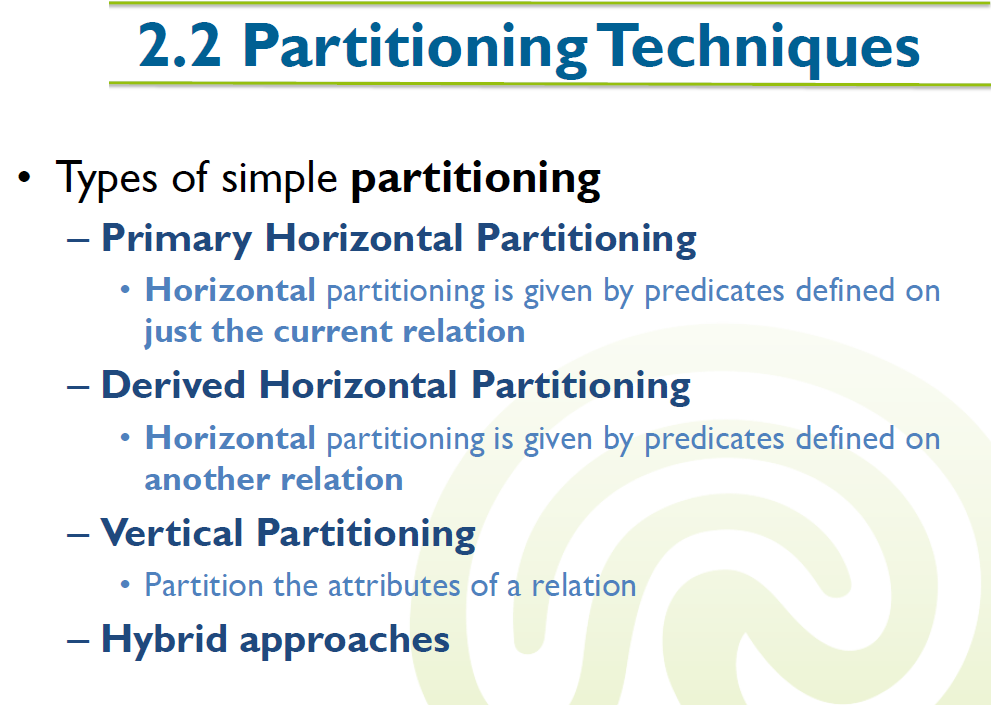 2.2 Partitioning Techniques
• Types of simple partitioning
– Primary Horizontal Partitioning
• Horizontal partitioning is given by predicates defined on
just the current relation
– Derived Horizontal Partitioning
• Horizontal partitioning is given by predicates defined on
another relation
– Vertical Partitioning
• Partition the attributes of a relation
– Hybrid approaches